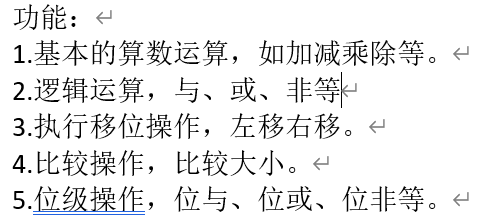 功能：
1.基本的算数运算，如加减乘除等。
2.逻辑运算，与、或、非等
3.执行移位操作，左移右移。
4.比较操作，比较大小。
5.位级操作，位与、位或、位非等。